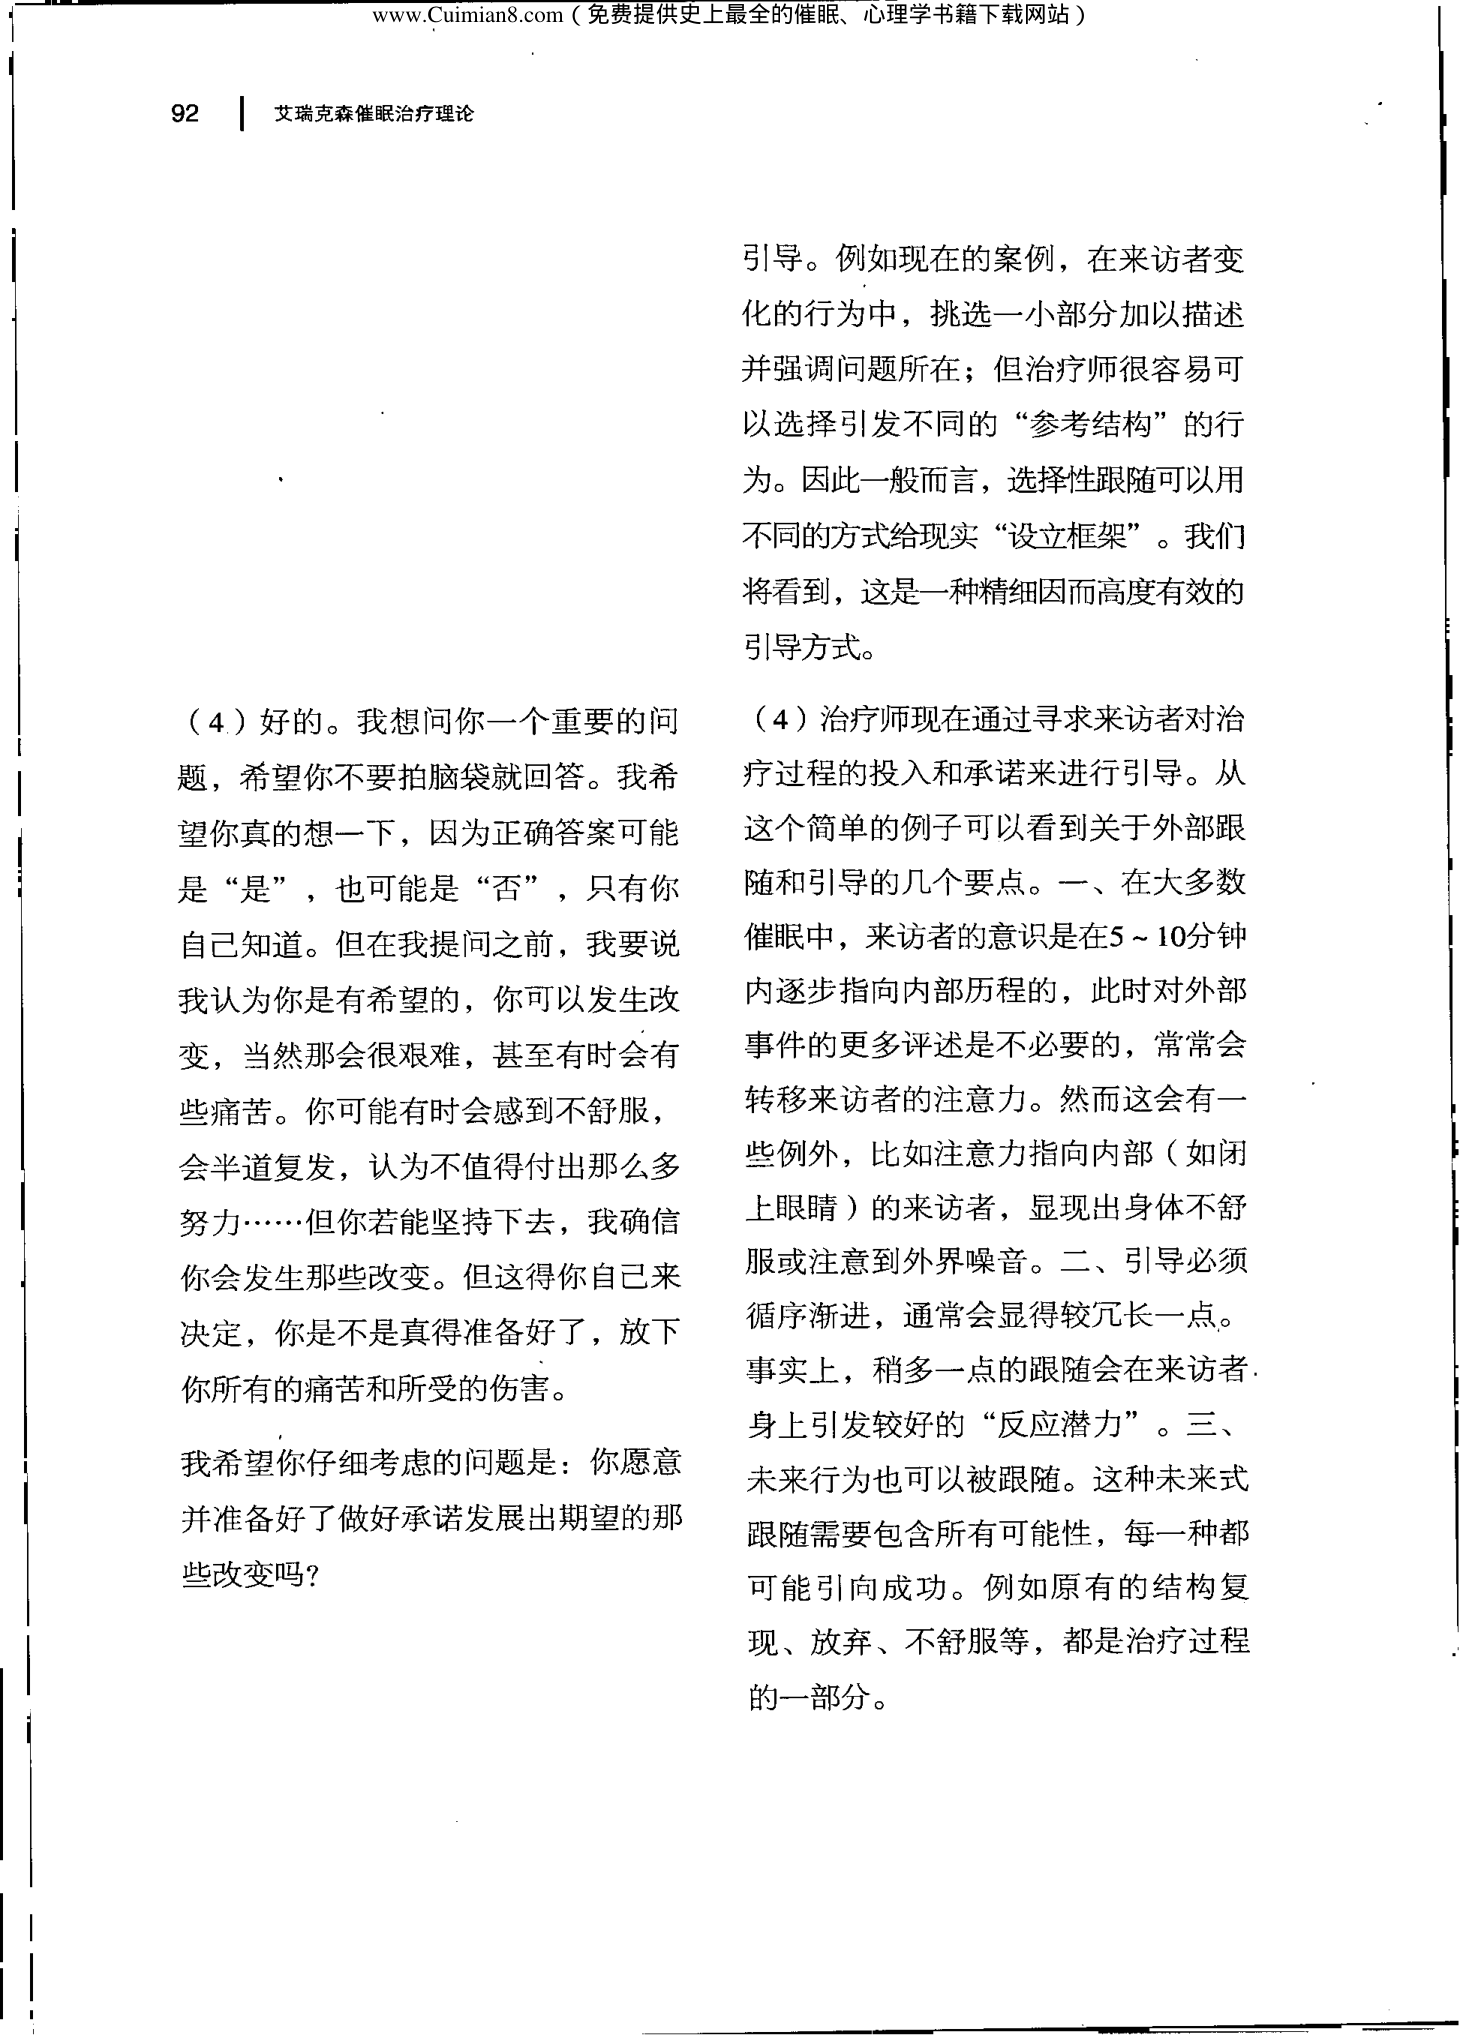 www.Cuimian8.com（免费提供史上最全的催眠、心理学书籍下载网站）
92 艾瑞克森催眠治疗理论
引导。例如现在的案例，在来访者变
化的行为中，挑选一小部分加以描述
并强调问题所在；但治疗师很容易可
以选择引发不同的“参考结构”的行
为。因此一般而言，选择性跟随可以用
不同的方式给现实“设立框架”。我们
将看到，这是一种精细因而高度有效的
引导方式。
（4）好的。我想问你一个重要的问
题，希望你不要拍脑袋就回答。我希
望你真的想一下，因为正确答案可能
是“是”，也可能是“否”，只有你
自己知道。但在我提问之前，我要说
我认为你是有希望的，你可以发生改
变，当然那会很艰难，甚至有时会有
些痛苦。你可能有时会感到不舒服，
会半道复发，认为不值得付出那么多
努力……但你若能坚持下去，我确信
你会发生那些改变。但这得你自己来
决定，你是不是真得准备好了，放下
你所有的痛苦和所受的伤害。
我希望你仔细考虑的问题是：你愿意
并准备好了做好承诺发展出期望的那
些改变吗？
（4）治疗师现在通过寻求来访者对治
疗过程的投入和承诺来进行引导。从
这个简单的例子可以看到关于外部跟
随和引导的几个要点。一、在大多数
催眠中，来访者的意识是在5～10分钟
内逐步指向内部历程的，此时对外部
事件的更多评述是不必要的，常常会
转移来访者的注意力。然而这会有一
些例外，比如注意力指向内部（如闭
上眼睛）的来访者，显现出身体不舒
服或注意到外界噪音。二、引导必须
循序渐进，通常会显得较冗长一点。
事实上，稍多一点的跟随会在来访者
身上引发较好的“反应潜力”。三、
未来行为也可以被跟随。这种未来式
跟随需要包含所有可能性，每一种都
可能引向成功。例如原有的结构复
现、放弃、不舒服等，都是治疗过程
的一部分。